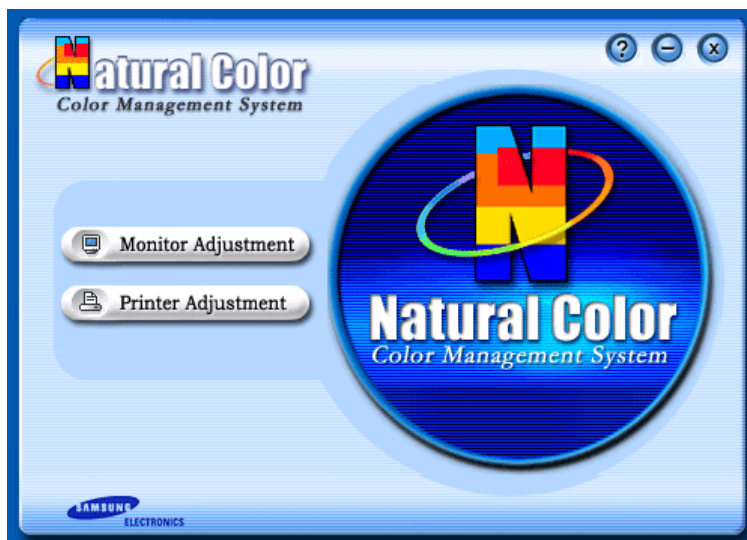 Natural Color
Color Management System
? – x
Monitor Adjustment
Printer Adjustment
N
Natural Color
Color Management System
SAMSUNG
ELECTRONICS